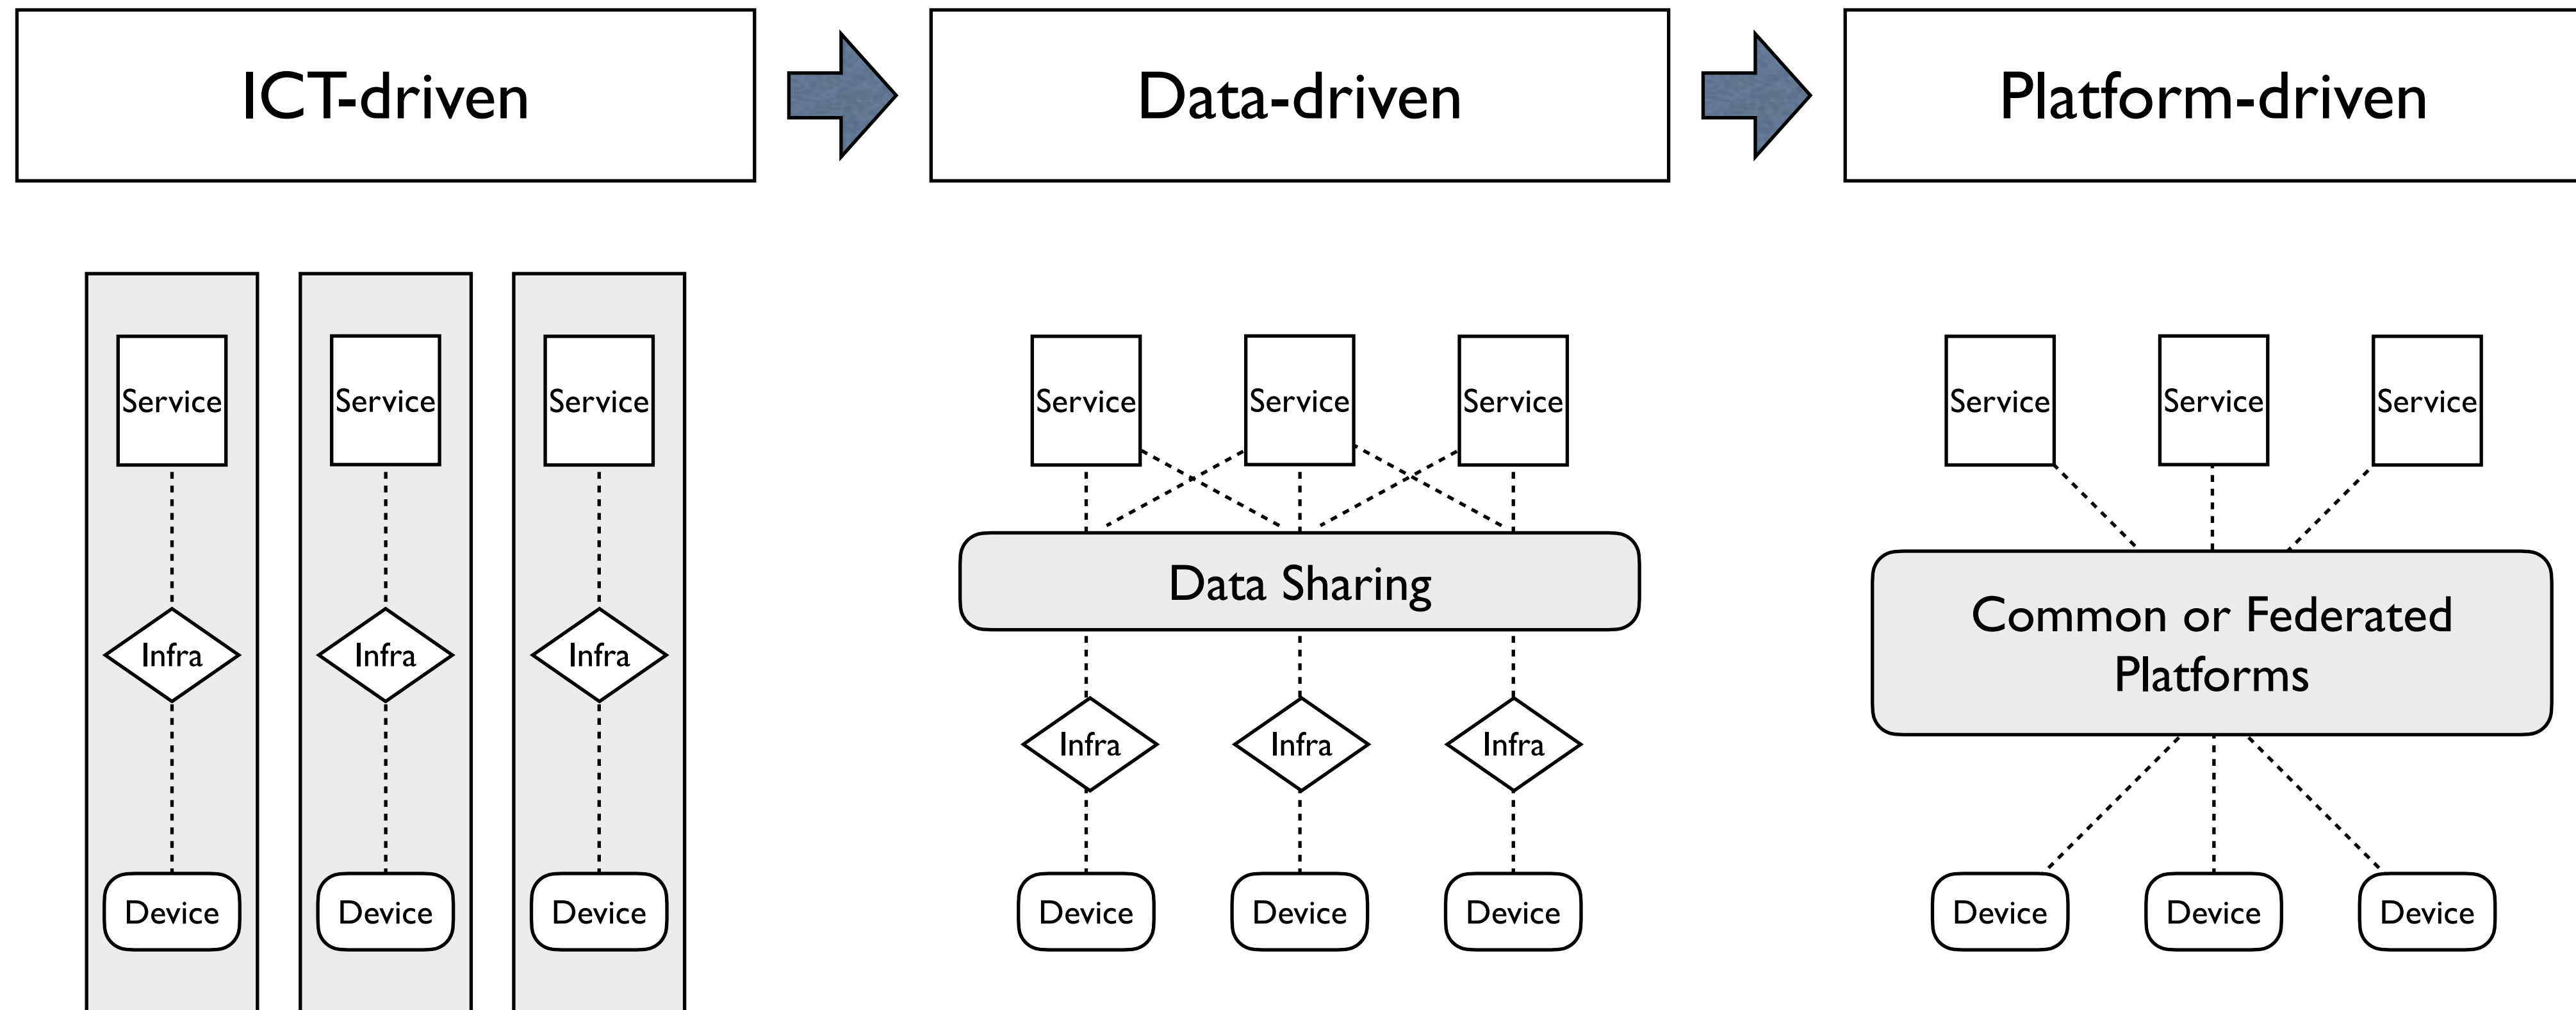 ICT-driven
Data-driven
Platform-driven
Service
Service
Service
Infra
Infra
Infra
Device
Device
Device
Service
Service
Service
Data Sharing
Infra
Infra
Infra
Device
Device
Device
Service
Service
Service
Common or Federated
Platforms
Device
Device
Device